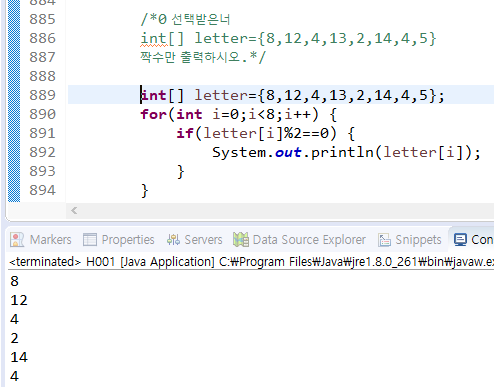 884
885 /*0 선택받은너
886 int[] letter={8,12,4,13,2,14,4,5}
887 짝수만 출력하시오.*/
888
889 int[] letter={8,12,4,13,2,14,4,5};
890 for(int i=0;i<8;i++) {
891 if(letter[i]%2==0) {
892 System.out.println(letter[i]);
893 }
894 }
Markers Properties Servers Data Source Explorer Snippets Con
<terminated> H001 [Java Application] C:₩Program Files₩Java₩jre1.8.0_261₩bin₩javaw.ex
8
12
4
2
14
4